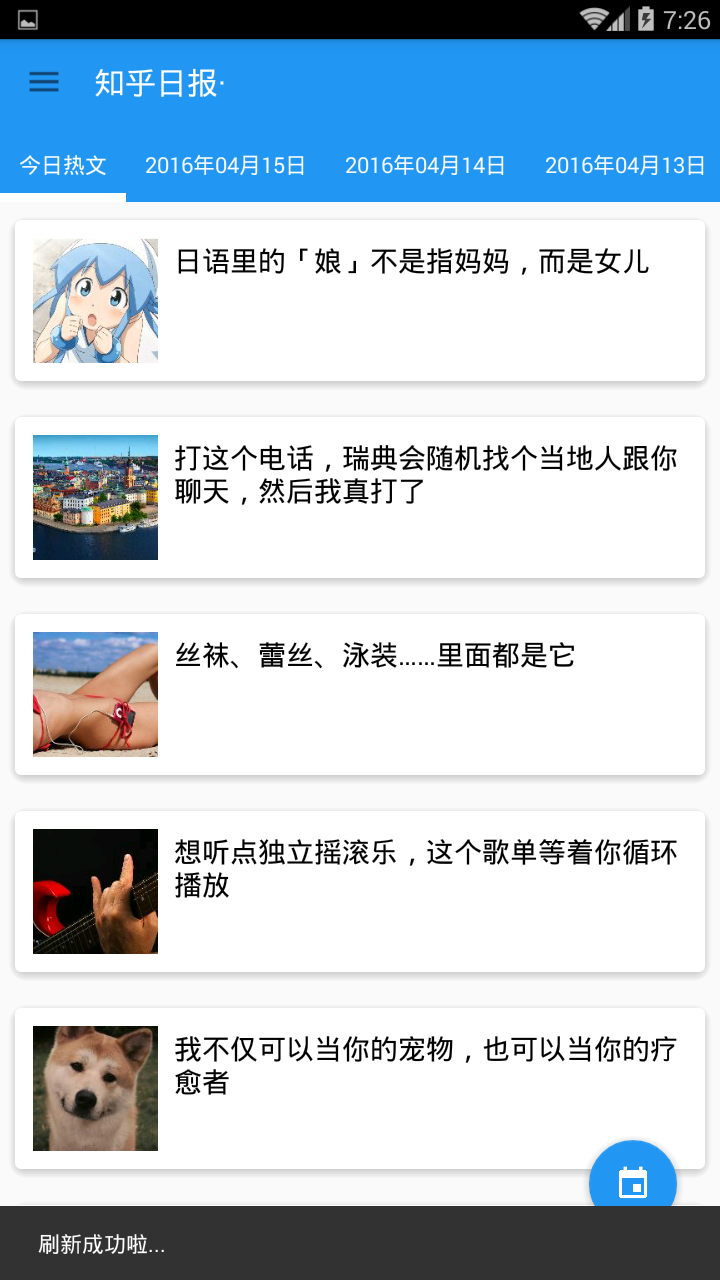 7:26
知乎日报·
今日热文 2016年04月15日 2016年04月14日 2016年04月13日
日语里的「娘」不是指妈妈，而是女儿
打这个电话，瑞典会随机找个当地人跟你
聊天，然后我真打了
丝袜、蕾丝、泳装……里面都是它
想听点独立摇滚乐，这个歌单等着你循环
播放
我不仅可以当你的宠物，也可以当你的疗
愈者
刷新成功啦...